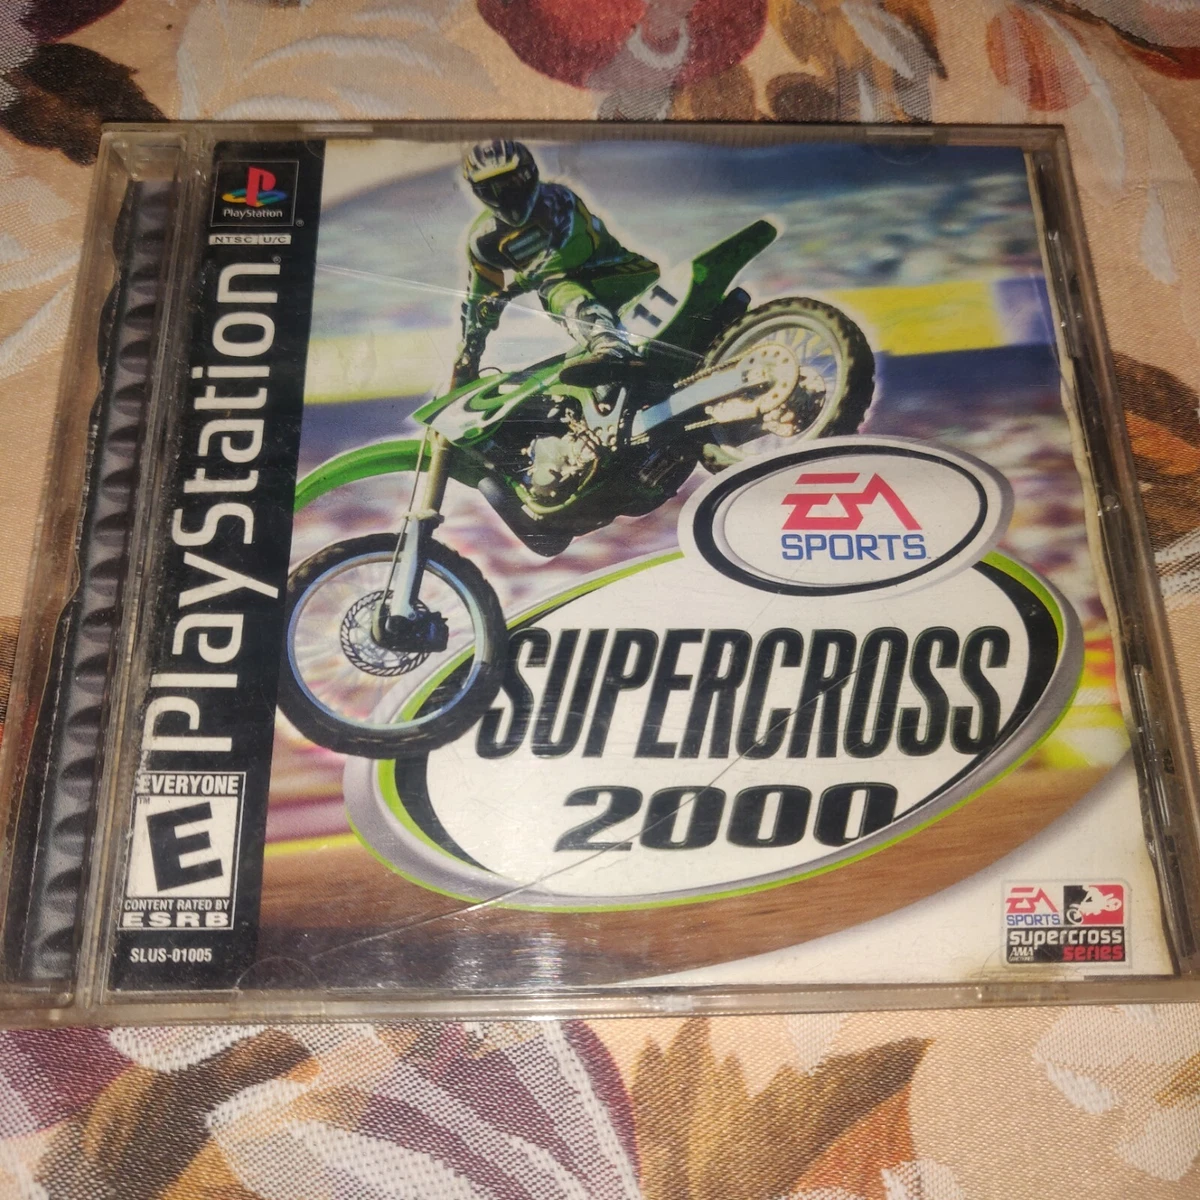 PlayStation
NTSC U/C
PlayStation
11
EA
SPORTS
SUPERCROSS
2000
EVERYONE
E
CONTENT RATED BY
ESRB
SLUS-01005
EA
SPORTS
supercross
AMA
series